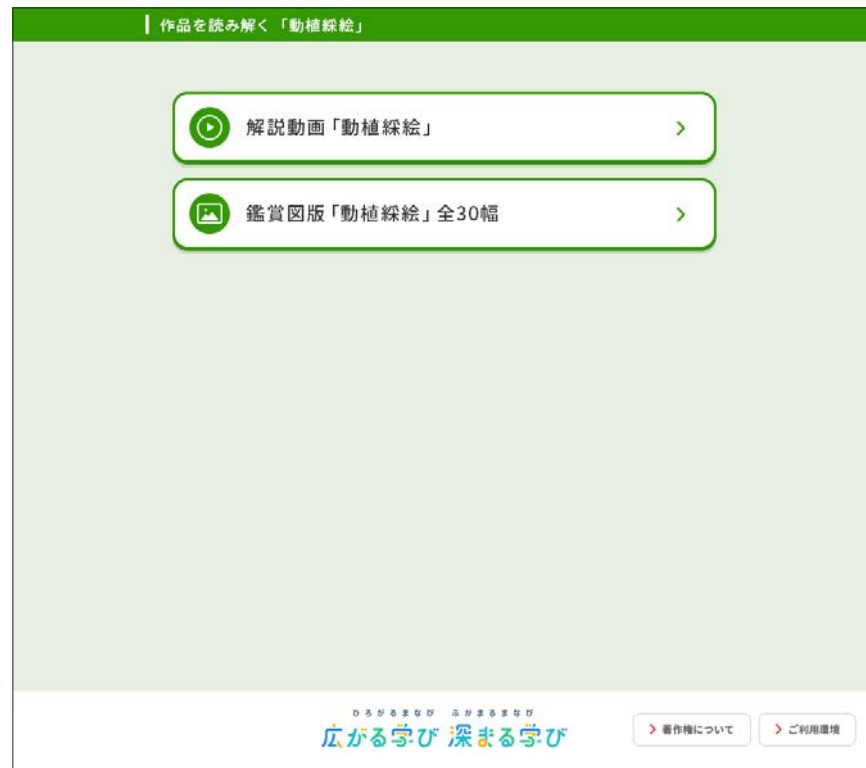 作品を読み解く「動植綵絵」
解説動画「動植綵絵」
鑑賞図版「動植綵絵」全30幅
ひろがるまなび ふかまるまなび
広がる学び 深まる学び
著作権について
ご利用環境